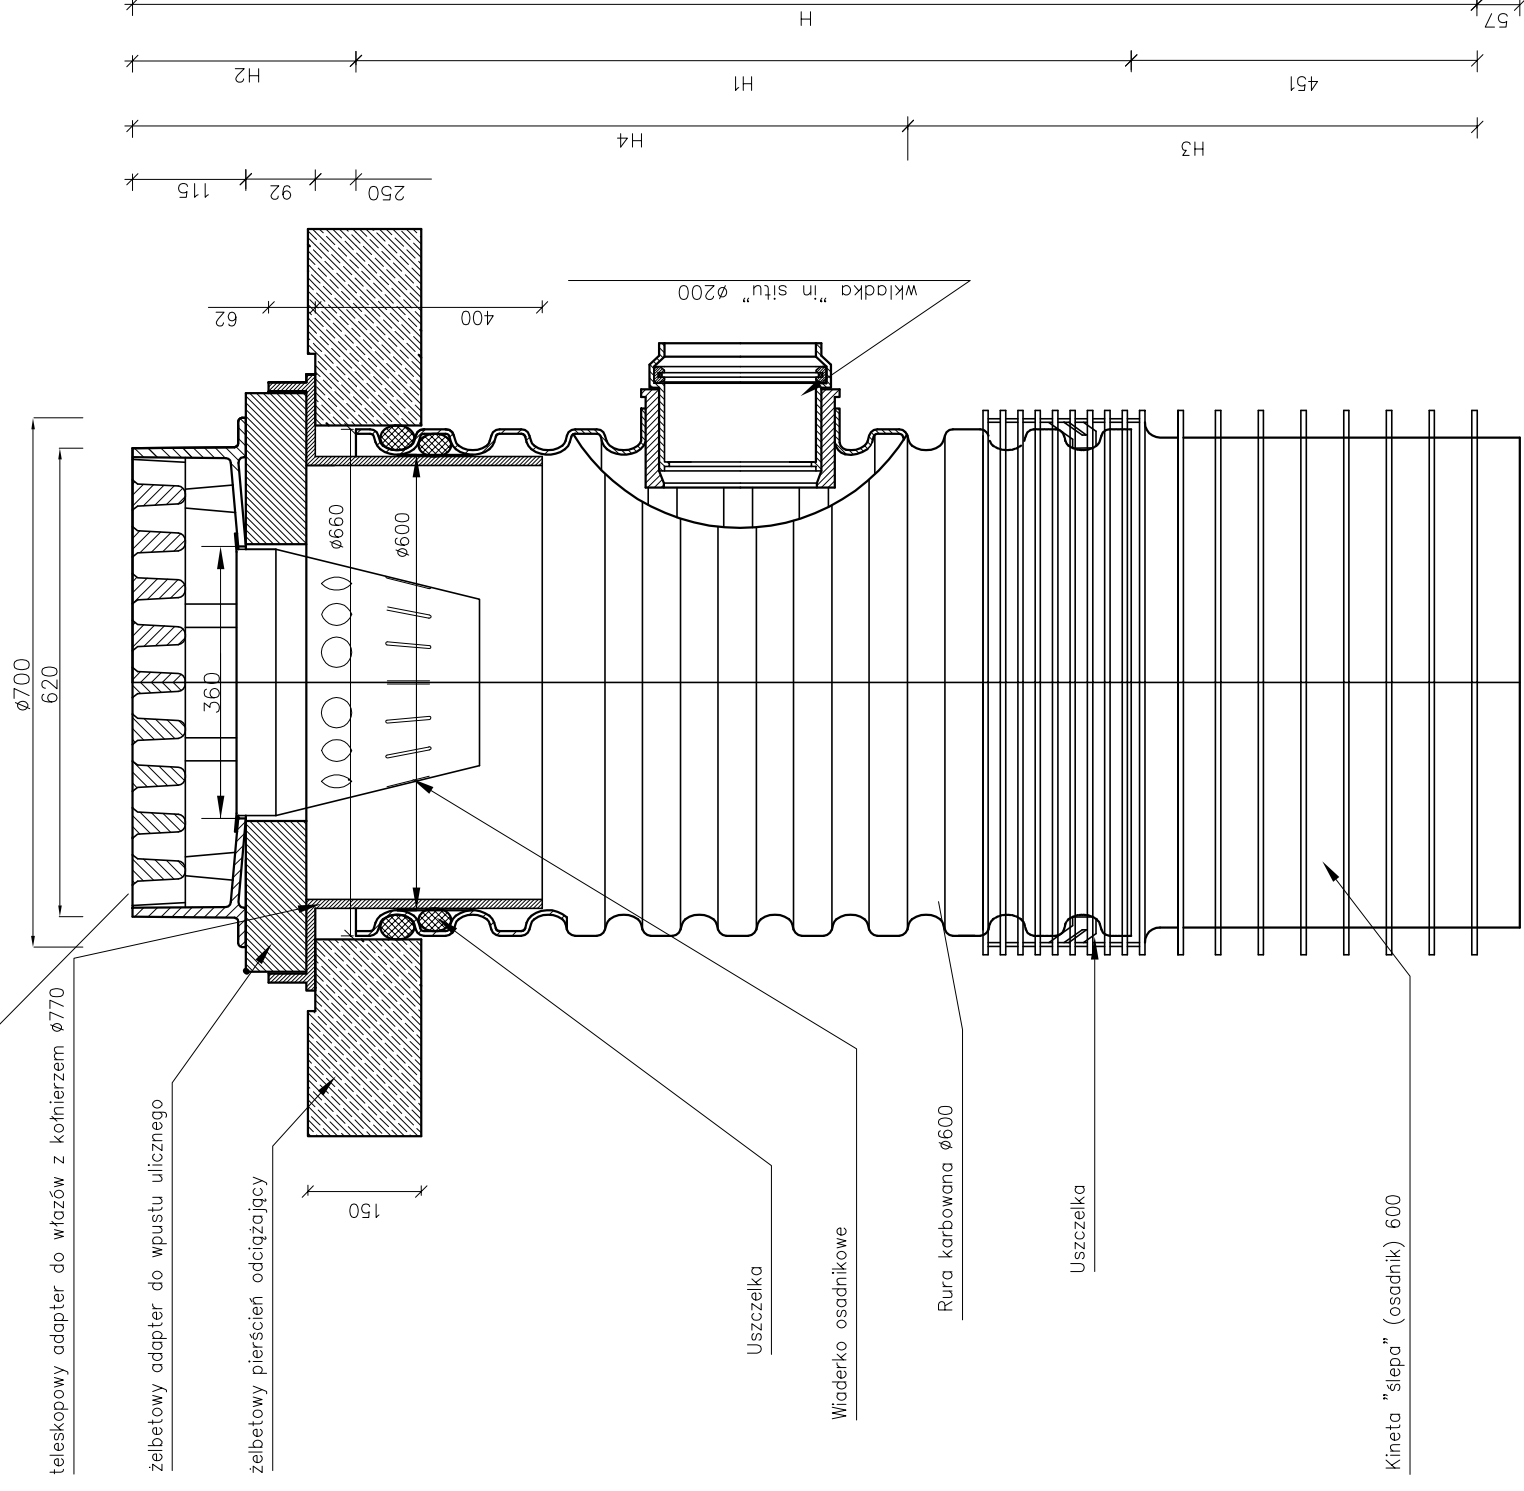 H
57
H2
H1
451
H4
H3
115
92
250
62
400
wkladka "in situ" ø200
ø700
620
360
ø660
ø600
150
teleskopowy adapter do włazów z kołnierzem ø770
żelbetowy adapter do wpustu ulicznego
żelbetowy pierścień odciążający
Uszczelka
Wiaderko osadnikowe
Rura karbowana ø600
Uszczelka
Kineta "ślepa" (osadnik) 600